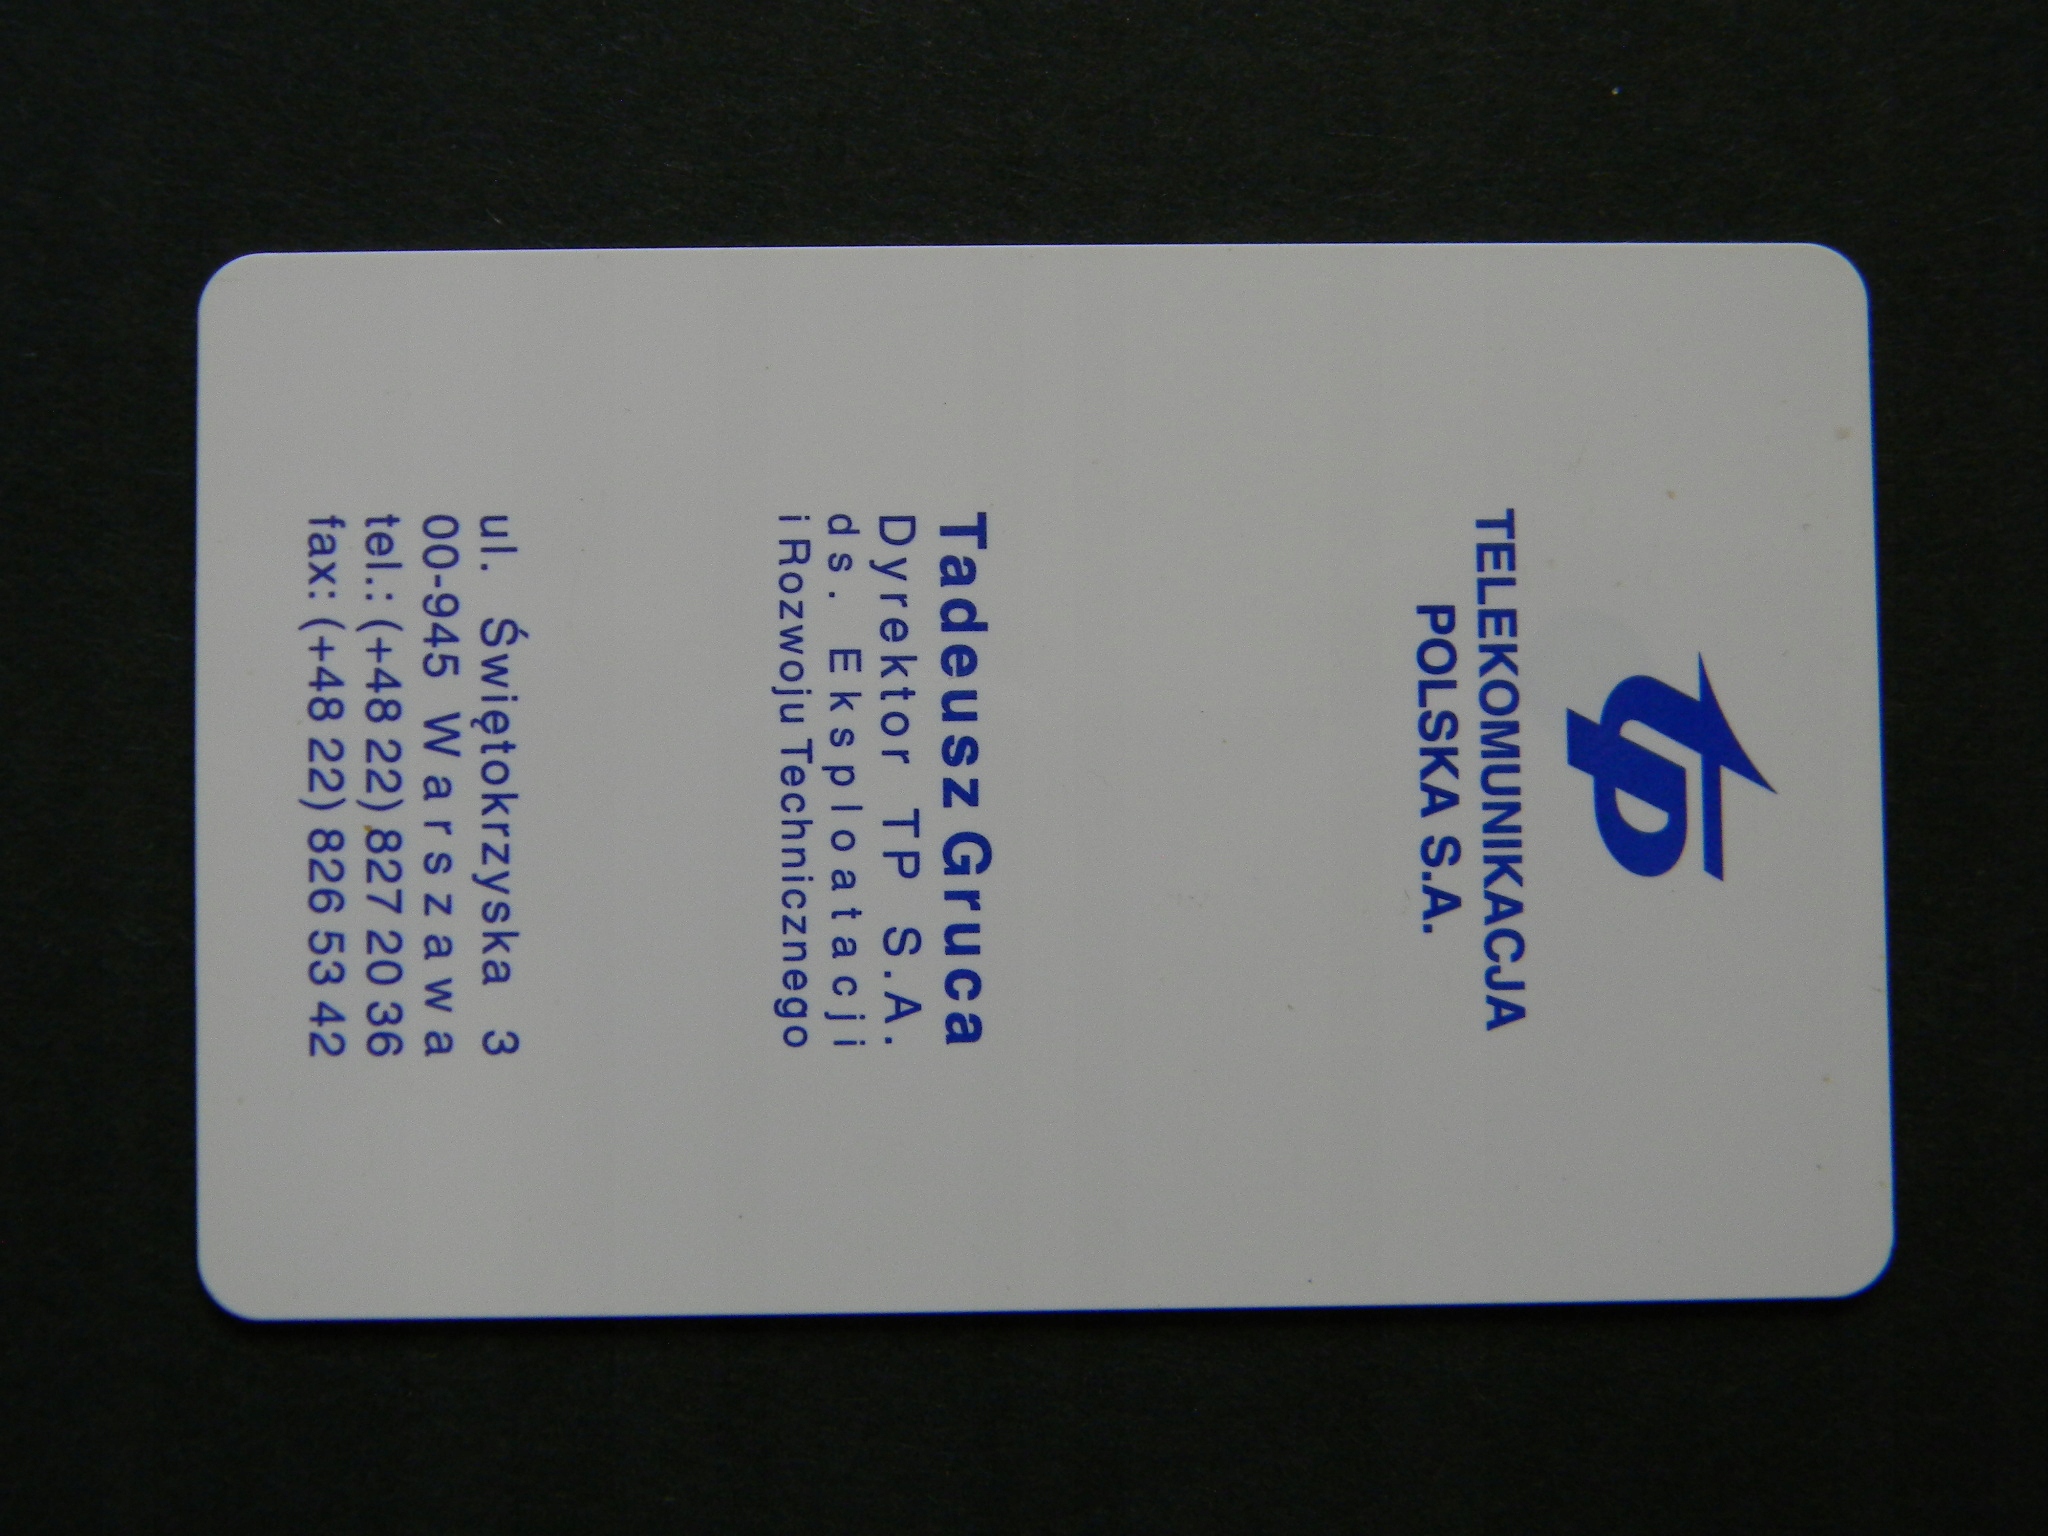 tp
TELEKOMUNIKACJA
POLSKA S.A.
Tadeusz Gruca
Dyrektor TP S.A.
ds. Eksploatacji
i Rozwoju Technicznego
ul. Świętokrzyska 3
00-945 Warszawa
tel.: (+48 22) 827 20 36
fax: (+48 22) 826 53 42